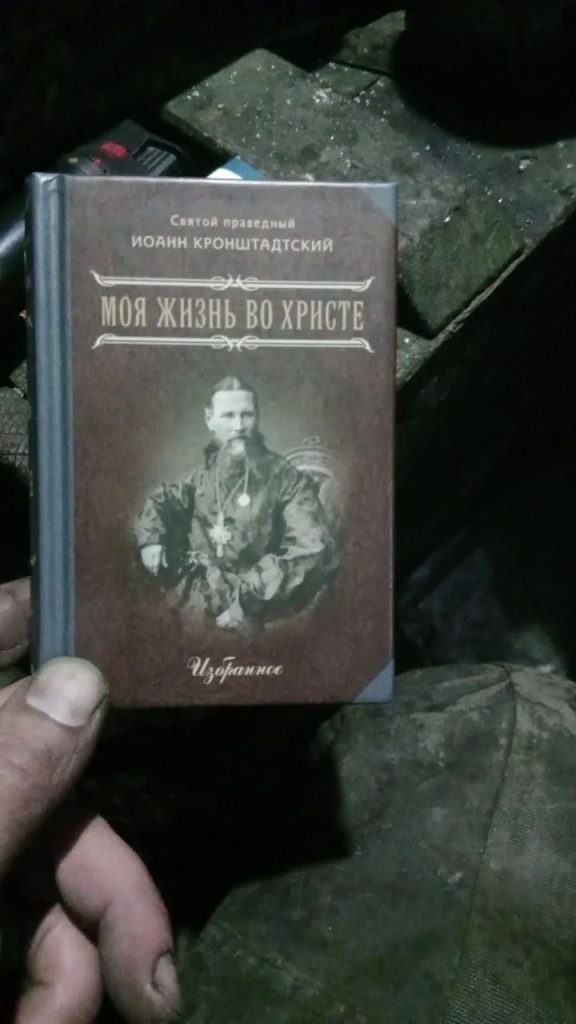 Святой праведный
ИОАНН КРОНШТАДТСКИЙ
МОЯ ЖИЗНЬ ВО ХРИСТЕ
Избранное